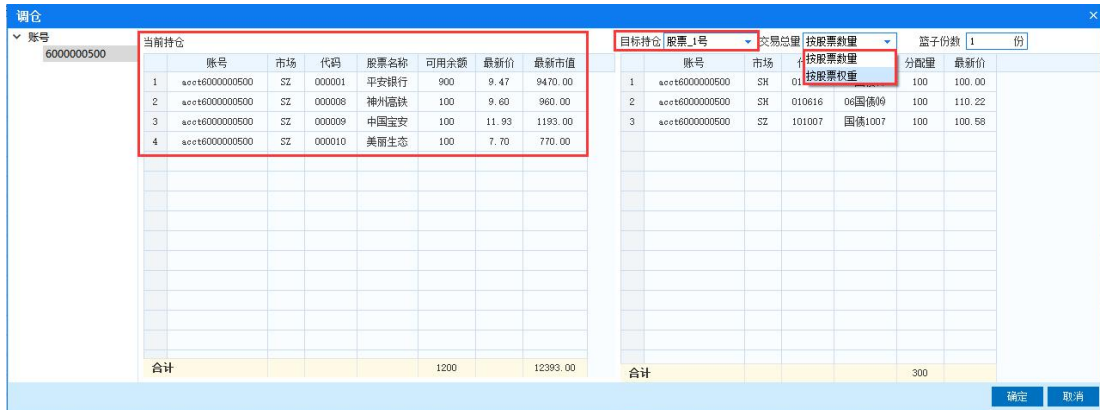 调仓 ×
账号
6000000500
当前持仓
账号 市场 代码 股票名称 可用余额 最新价 最新市值
1 acct6000000500 SZ 000001 平安银行 900 9.47 9470.00
2 acct6000000500 SZ 000008 神州高铁 100 9.60 960.00
3 acct6000000500 SZ 000009 中国宝安 100 11.93 1193.00
4 acct6000000500 SZ 000010 美丽生态 100 7.70 770.00
合计 1200 12393.00
目标持仓 股票_1号 交易总量 按股票数量 篮子份数 1 份
按股票数量
按股票权重
账号 市场 分配量 最新价
1 acct6000000500 SH 100 100.00
2 acct6000000500 SH 010616 06国债⒃ 100 110.22
3 acct6000000500 SZ 101007 国债1007 100 100.58
合计 300
确定 取消